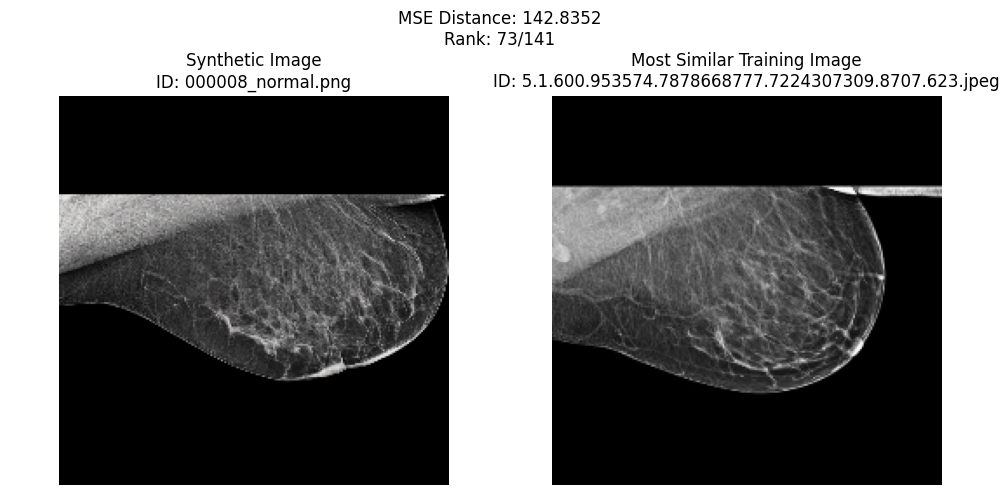 MSE Distance: 142.8352
Rank: 73/141
Synthetic Image
ID: 000008_normal.png
Most Similar Training Image
ID: 5.1.600.953574.7878668777.7224307309.8707.623.jpeg